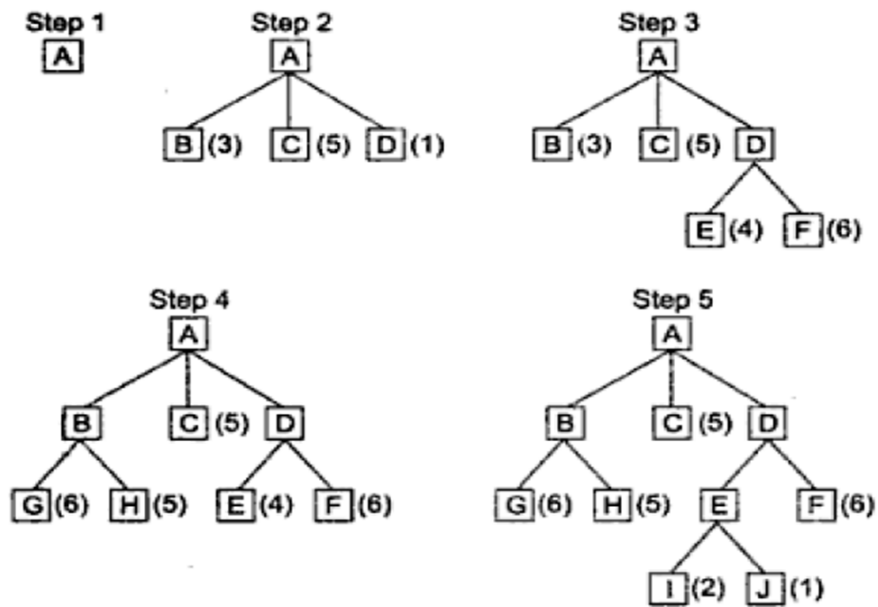 Step 1 Step 2 Step 3
A A A
B (3) C (5) D (1) B (3) C (5) D
E (4) F (6)
Step 4 Step 5
A A
B C (5) D B C (5) D
G (6) H (5) E (4) F (6) G (6) H (5) E F (6)
I (2) J (1)